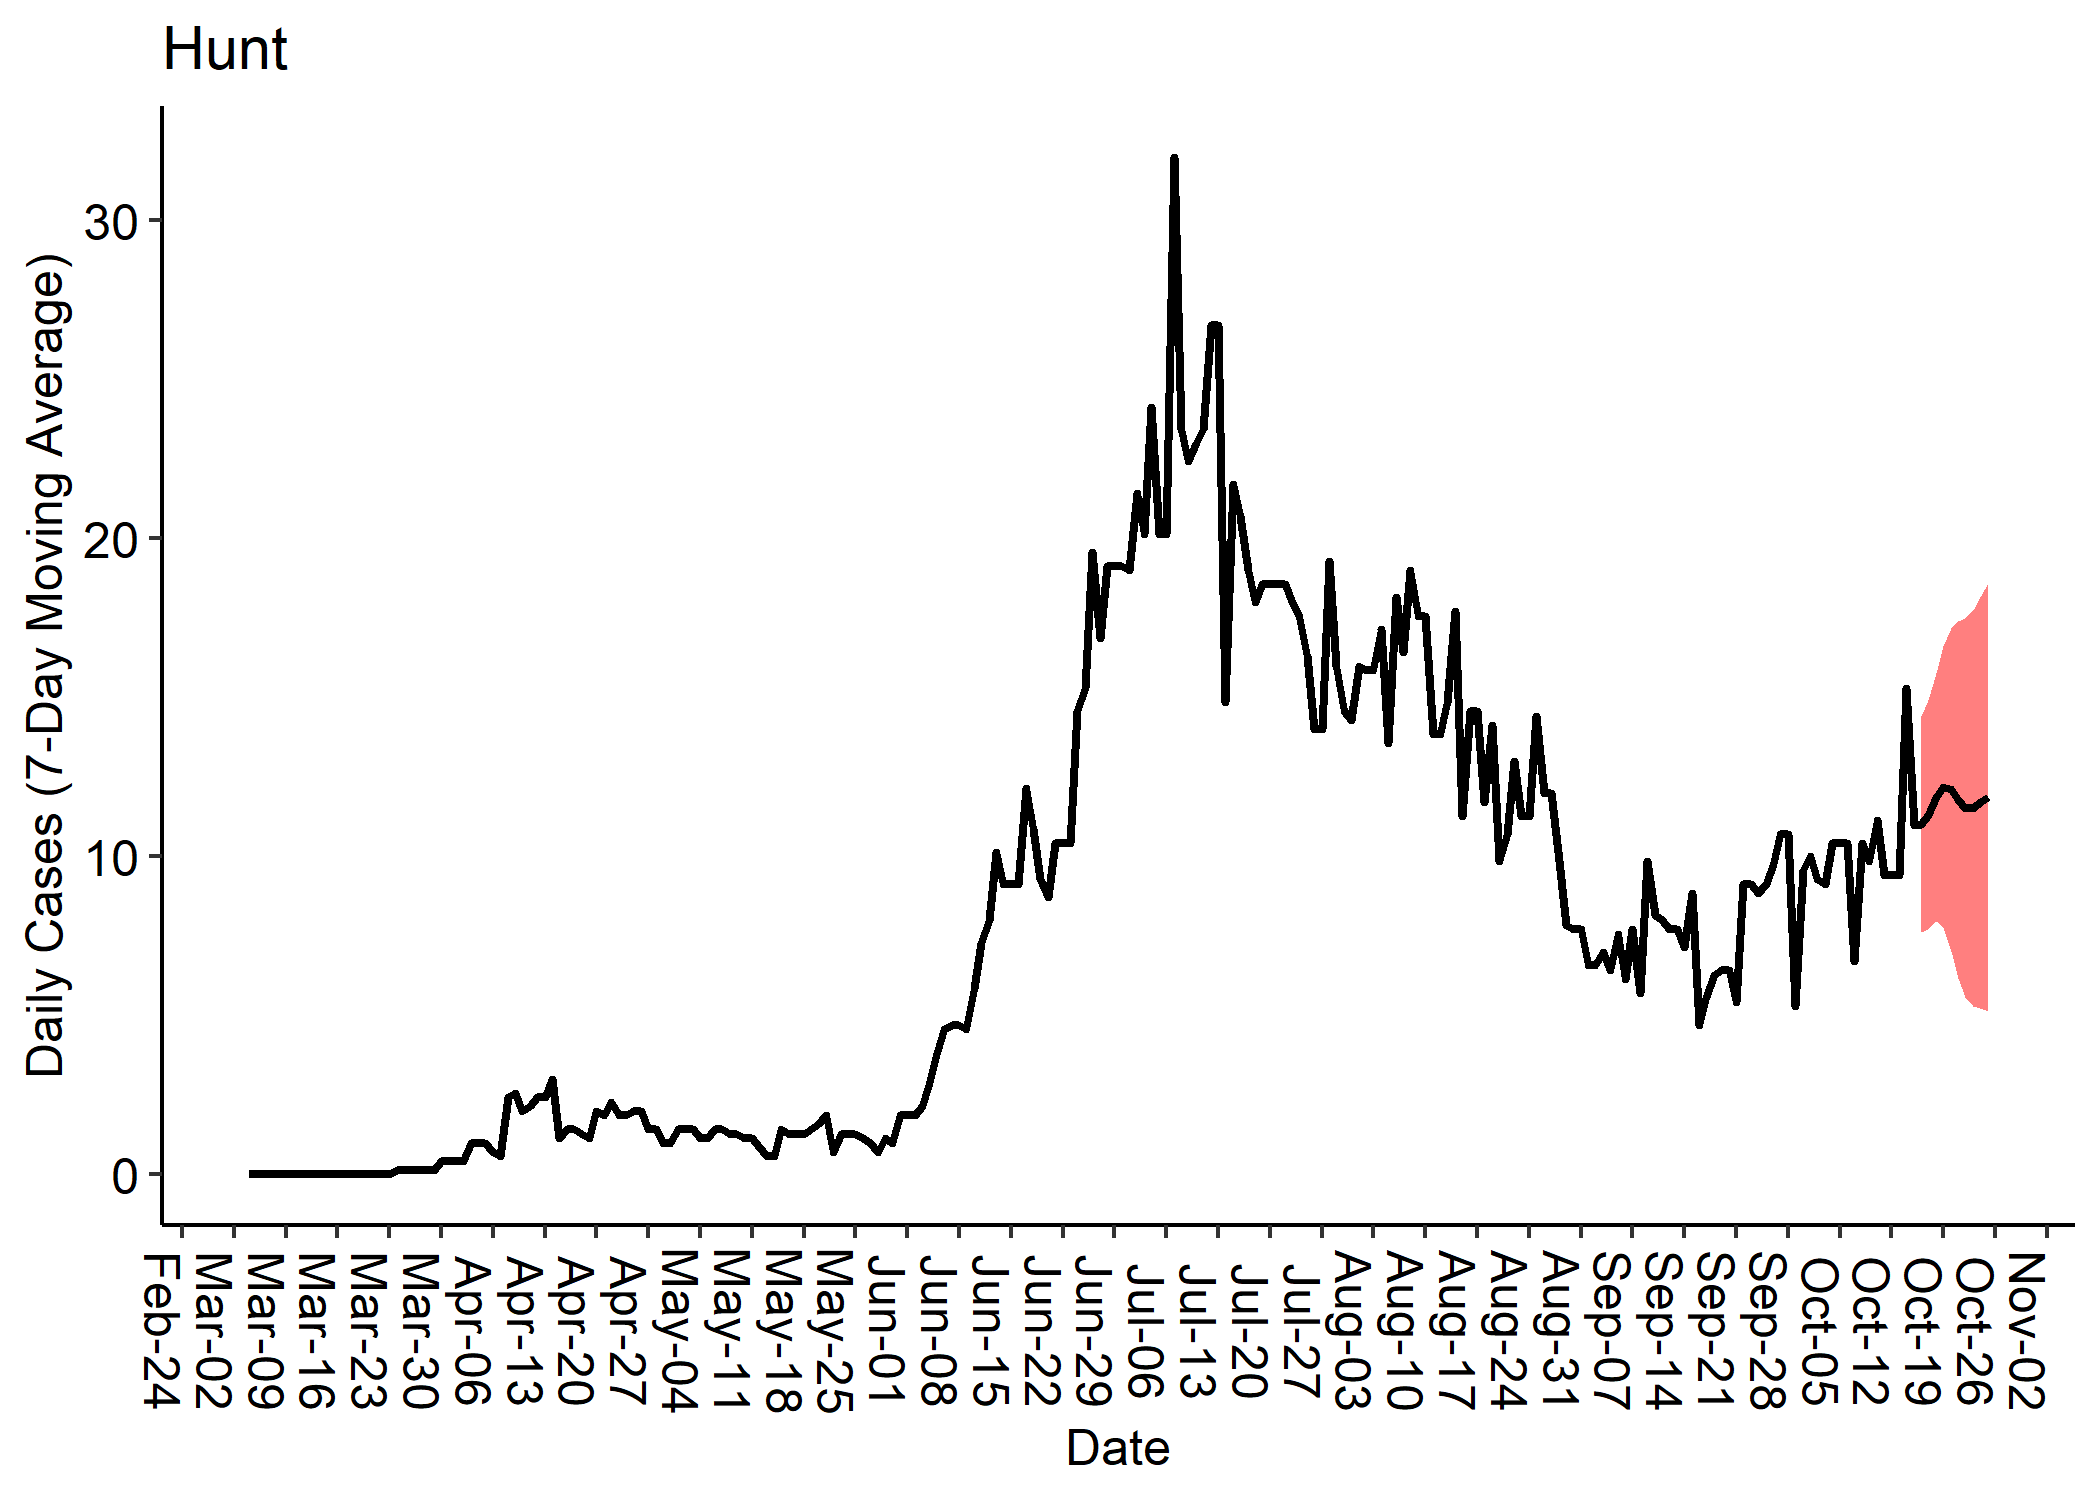 Hunt
Daily Cases (7-Day Moving Average)
30
20
10
0
Feb-24
Mar-02
Mar-09
Mar-16
Mar-23
Mar-30
Apr-06
Apr-13
Apr-20
Apr-27
May-04
May-11
May-18
May-25
Jun-01
Jun-08
Jun-15
Jun-22
Jun-29
Jul-06
Jul-13
Jul-20
Jul-27
Aug-03
Aug-10
Aug-17
Aug-24
Aug-31
Sep-07
Sep-14
Sep-21
Sep-28
Oct-05
Oct-12
Oct-19
Oct-26
Nov-02
Date